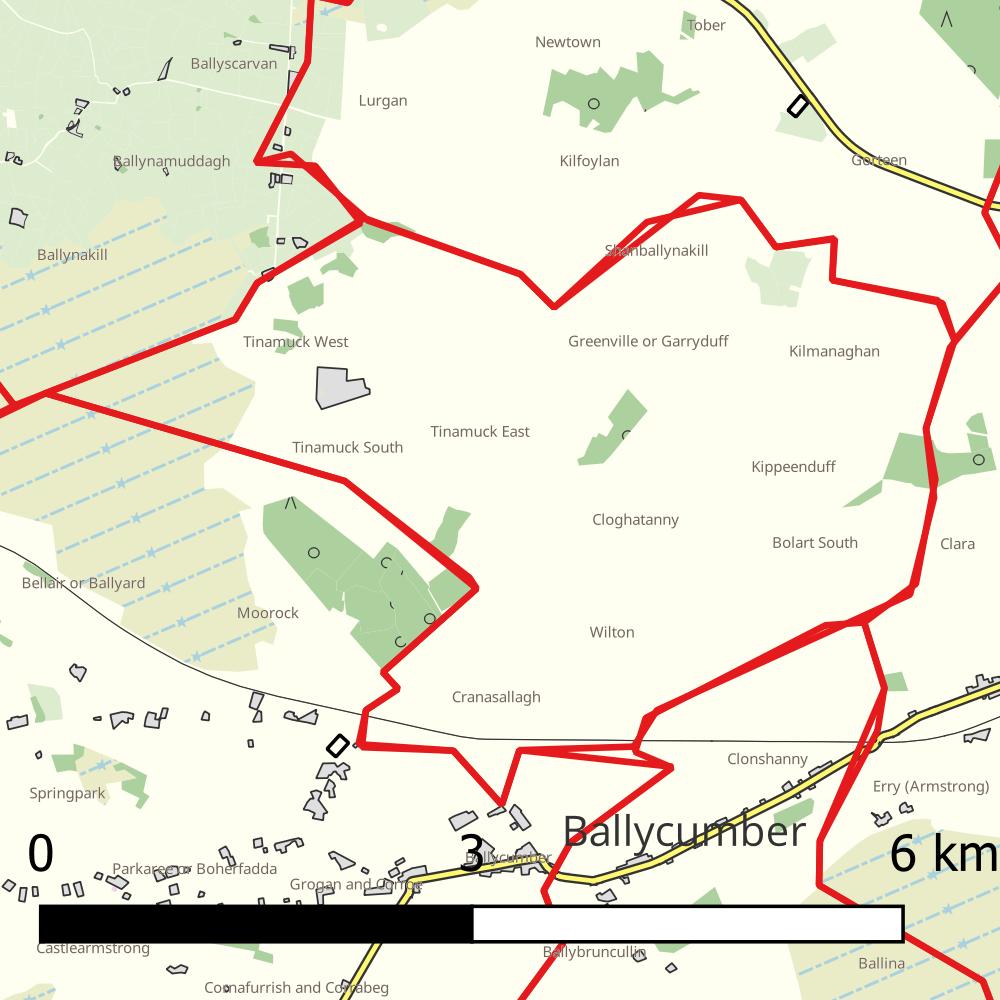 Tober
Newtown
Ballyscarvan
Lurgan
Ballynamuddagh
Kilfoylan
Gorteen
Ballynakill
Shanballynakill
Tinamuck West
Greenville or Garryduff
Kilmanaghan
Tinamuck East
Tinamuck South
Kippeenduff
Cloghatanny
Bolart South
Clara
Bellair or Ballyard
Moorock
Wilton
Cranasallagh
Clonshanny
Springpark
Erry (Armstrong)
Ballycumber
0
3
6 km
Ballycumber
Parkaree or Boherfadda
Grogan and Corroe
Castlearmstrong
Ballybruncullin
Ballina
Connafurrish and Corrabeg